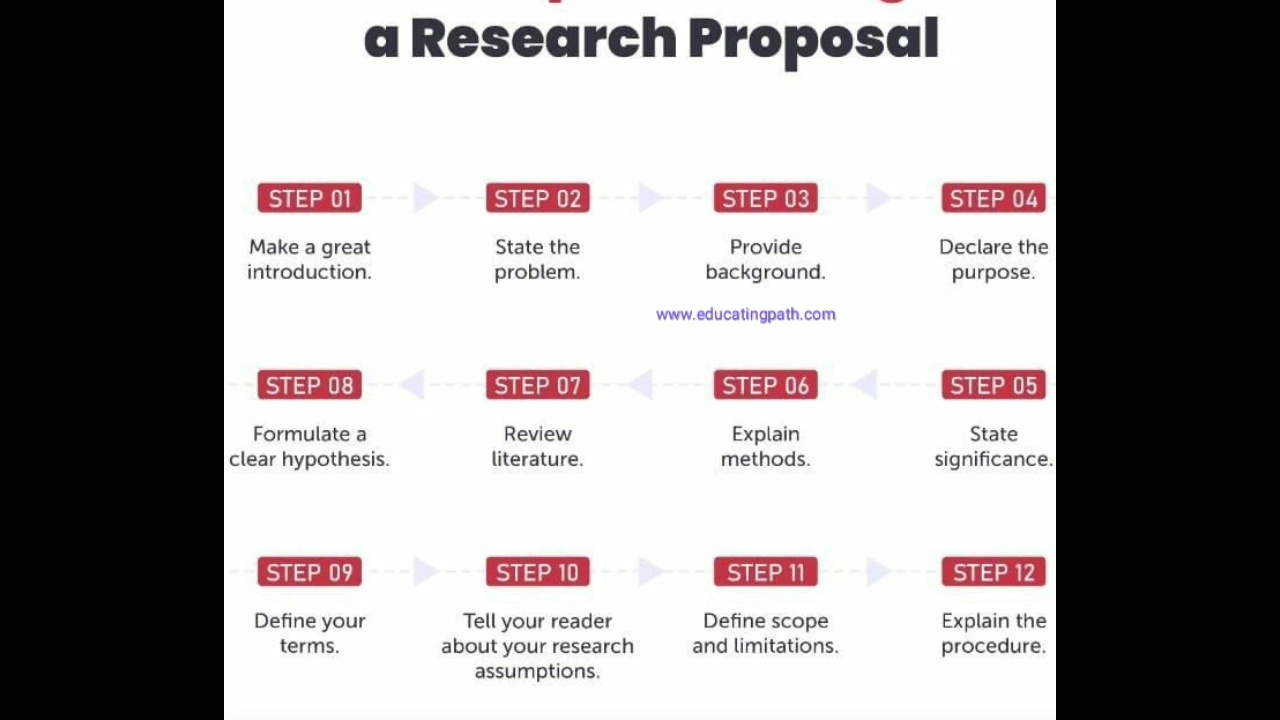 a Research Proposal
STEP 01
Make a great
introduction.
STEP 02
State the
problem.
STEP 03
Provide
background.
STEP 04
Declare the
purpose.
www.educatingpath.com
STEP 08
Formulate a
clear hypothesis.
STEP 07
Review
literature.
STEP 06
Explain
methods.
STEP 05
State
significance.
STEP 09
Define your
terms.
STEP 10
Tell your reader
about your research
assumptions.
STEP 11
Define scope
and limitations.
STEP 12
Explain the
procedure.